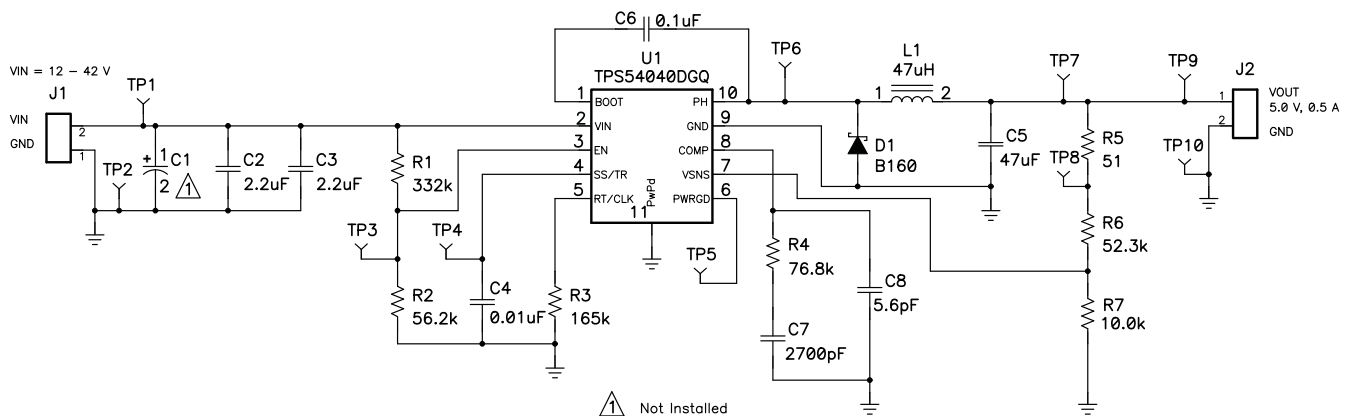 C6
0.1uF
U1
TPS54040DGQ
VIN = 12 – 42 V
J1
VIN
GND
2
1
TP1
TP2
+ 1
C1
2
1
C2
2.2uF
C3
2.2uF
R1
332k
TP3
R2
56.2k
TP4
C4
0.01uF
R3
165k
1 BOOT
2 VIN
3 EN
4 SS/TR
5 RT/CLK
11
PwPd
PH 10
GND 9
COMP 8
VSNS 7
PWRGD 6
TP5
TP6
L1
47uH
1 2
D1
B160
R4
76.8k
C7
2700pF
C8
5.6pF
C5
47uF
TP7
TP8
R5
51
R6
52.3k
R7
10.0k
TP9
TP10
J2
1
2
VOUT
5.0 V, 0.5 A
GND
1 Not Installed